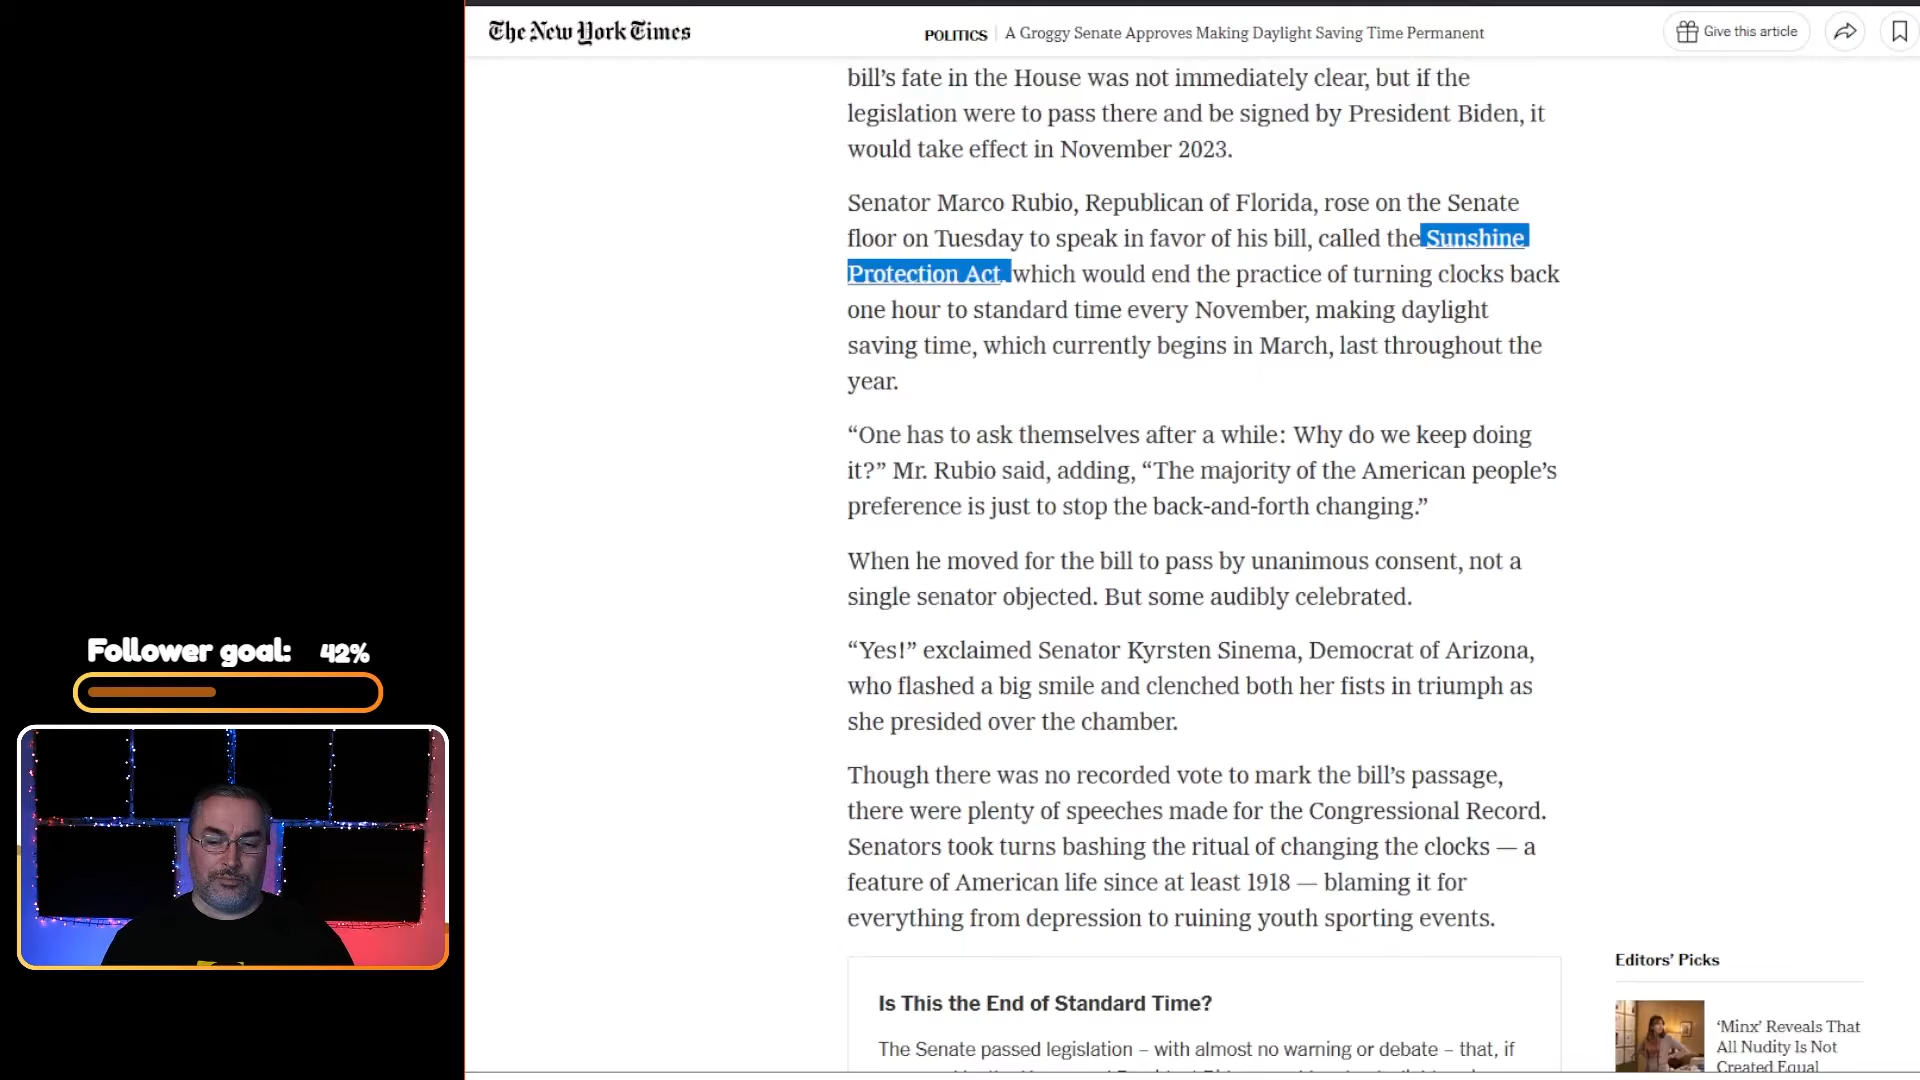 The New York Times
POLITICS | A Groggy Senate Approves Making Daylight Saving Time Permanent
Give this article
bill’s fate in the House was not immediately clear, but if the
legislation were to pass there and be signed by President Biden, it
would take effect in November 2023.
Senator Marco Rubio, Republican of Florida, rose on the Senate
floor on Tuesday to speak in favor of his bill, called the Sunshine
Protection Act, which would end the practice of turning clocks back
one hour to standard time every November, making daylight
saving time, which currently begins in March, last throughout the
year.
“One has to ask themselves after a while: Why do we keep doing
it?” Mr. Rubio said, adding, “The majority of the American people’s
preference is just to stop the back-and-forth changing.”
When he moved for the bill to pass by unanimous consent, not a
single senator objected. But some audibly celebrated.
“Yes!” exclaimed Senator Kyrsten Sinema, Democrat of Arizona,
who flashed a big smile and clenched both her fists in triumph as
she presided over the chamber.
Though there was no recorded vote to mark the bill’s passage,
there were plenty of speeches made for the Congressional Record.
Senators took turns bashing the ritual of changing the clocks — a
feature of American life since at least 1918 — blaming it for
everything from depression to ruining youth sporting events.
Is This the End of Standard Time?
The Senate passed legislation – with almost no warning or debate – that, if
Editors’ Picks
‘Minx’ Reveals That
All Nudity Is Not
Created Equal
Follower goal: 42%